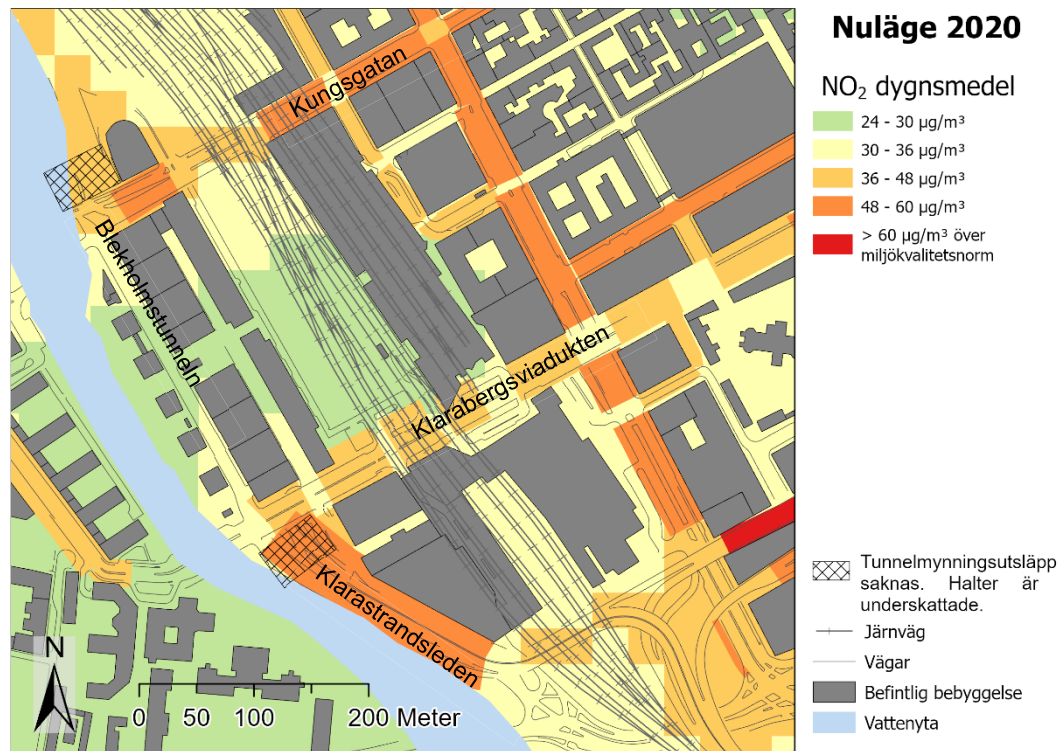 Nuläge 2020
NO₂ dygnsmedel
24 - 30 µg/m³
30 - 36 µg/m³
36 - 48 µg/m³
48 - 60 µg/m³
> 60 µg/m³ över
miljökvalitetsnorm
Kungsgatan
Blekholmstunneln
Klarabergsviadukten
Klarastrandsleden
N
0 50 100 200 Meter
Tunnelmynningsutsläpp
saknas. Halter är
underskattade.
Järnväg
Vägar
Befintlig bebyggelse
Vattenyta